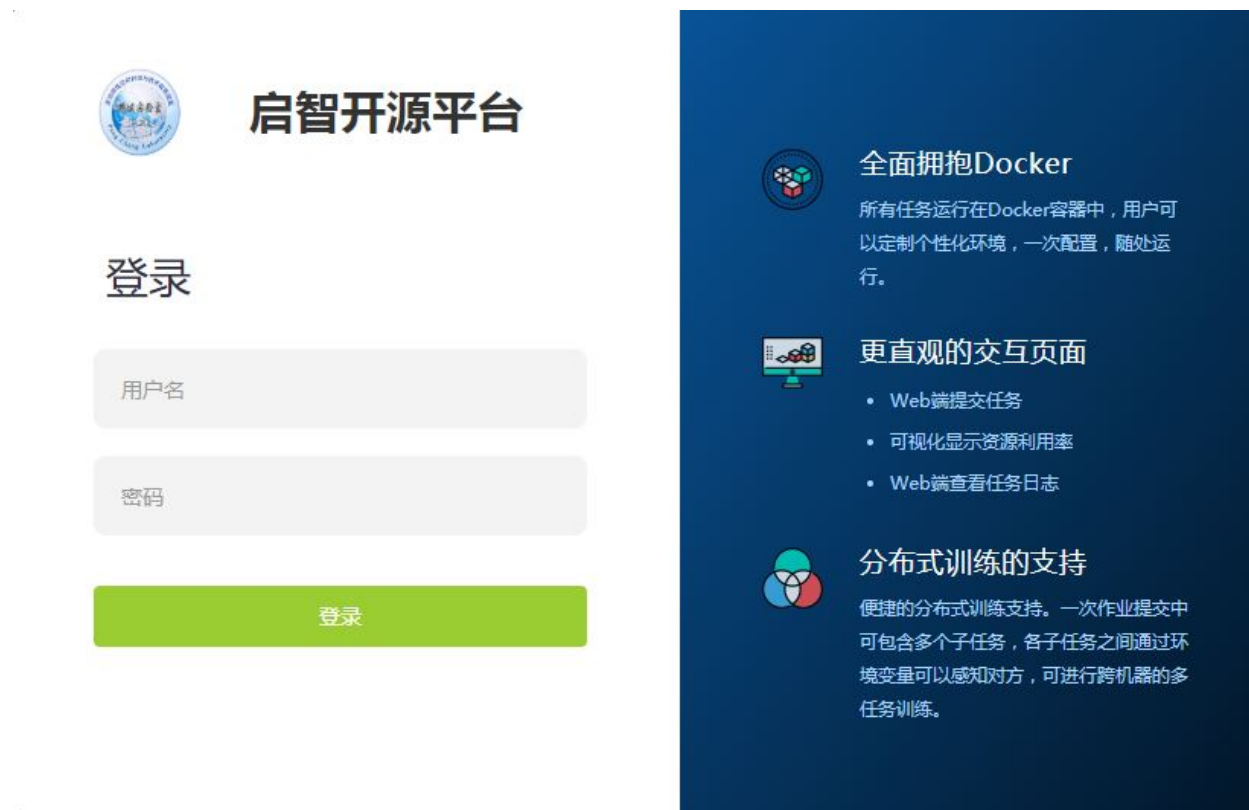 启智开源平台
登录
用户名
密码
登录
全面拥抱Docker
所有任务运行在Docker容器中，用户可
以定制个性化环境，一次配置，随处运
行。
更直观的交互页面
• Web端提交任务
• 可视化显示资源利用率
• Web端查看任务日志
分布式训练的支持
便捷的分布式训练支持。一次作业提交中
可包含多个子任务，各子任务之间通过环
境变量可以感知对方，可进行跨机器的多
任务训练。